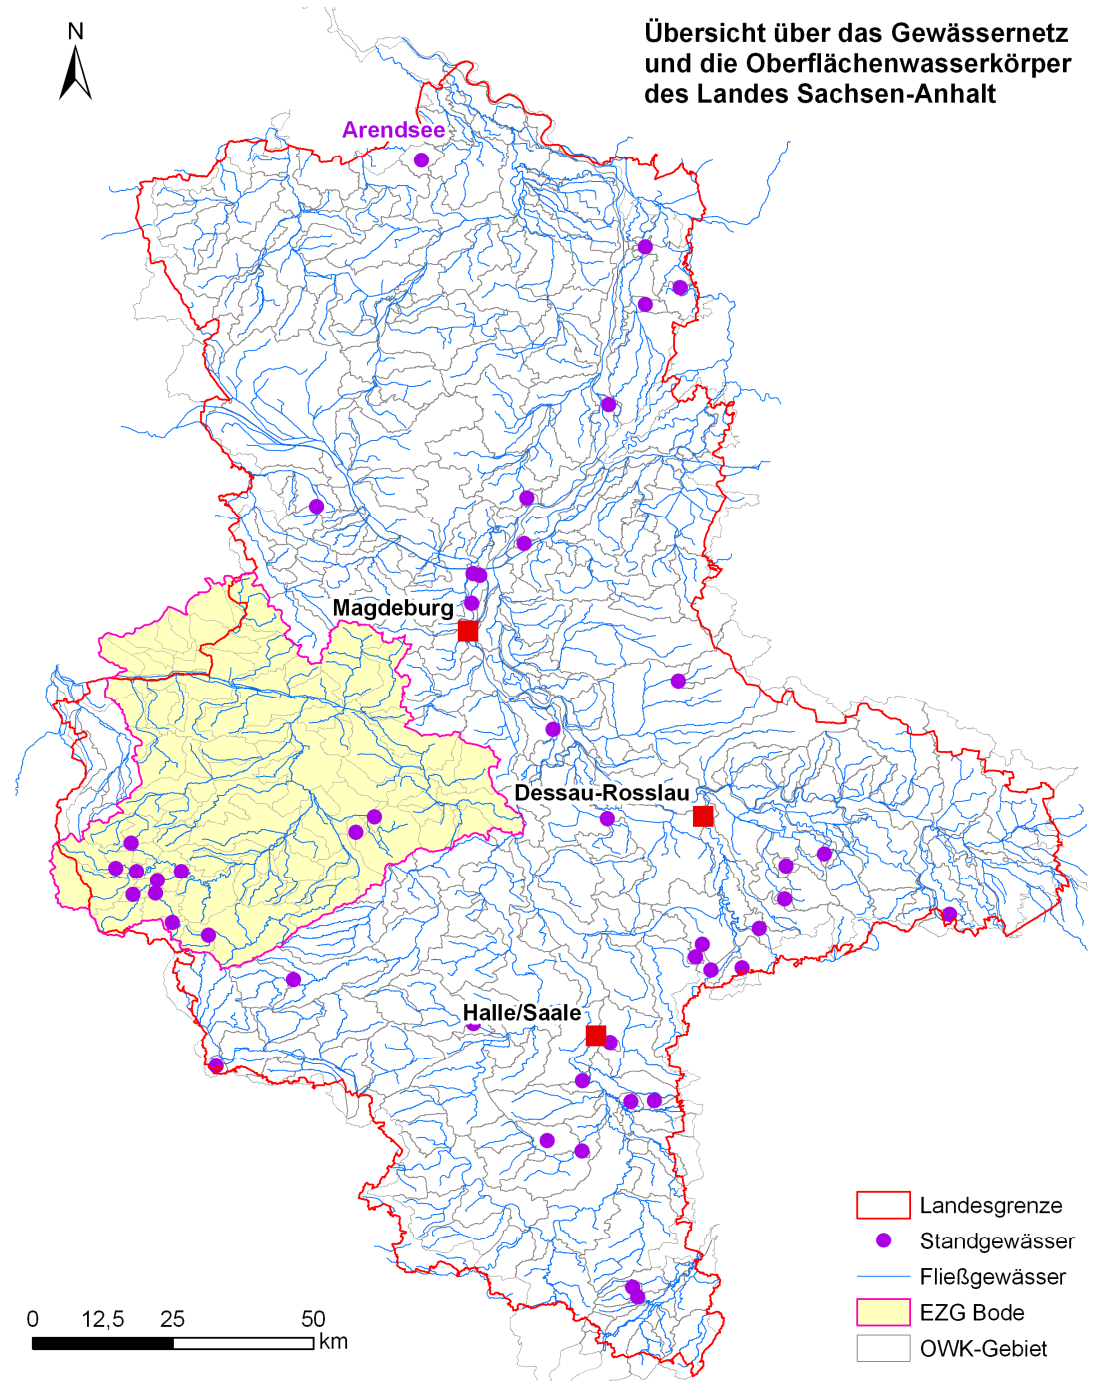 N
Übersicht über das Gewässernetz
und die Oberflächenwasserkörper
des Landes Sachsen-Anhalt
Arendsee
Magdeburg
Dessau-Rosslau
Halle/Saale
Landesgrenze
Standgewässer
Fließgewässer
EZG Bode
OWK-Gebiet
0 12,5 25 50
km